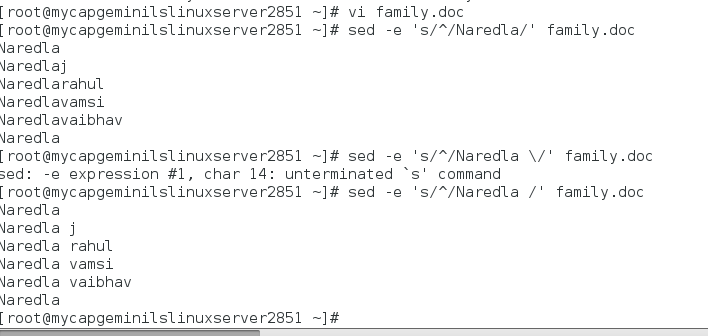 [root@mycapgeminilslinuxserver2851 ~]# vi family.doc
[root@mycapgeminilslinuxserver2851 ~]# sed -e 's/^/Naredla/' family.doc
Naredla
Naredlaj
Naredlarahul
Naredlavamsi
Naredlavaibhav
Naredla
[root@mycapgeminilslinuxserver2851 ~]# sed -e 's/^/Naredla \/' family.doc
sed: -e expression #1, char 14: unterminated `s' command
[root@mycapgeminilslinuxserver2851 ~]# sed -e 's/^/Naredla /' family.doc
Naredla
Naredla j
Naredla rahul
Naredla vamsi
Naredla vaibhav
Naredla
[root@mycapgeminilslinuxserver2851 ~]#